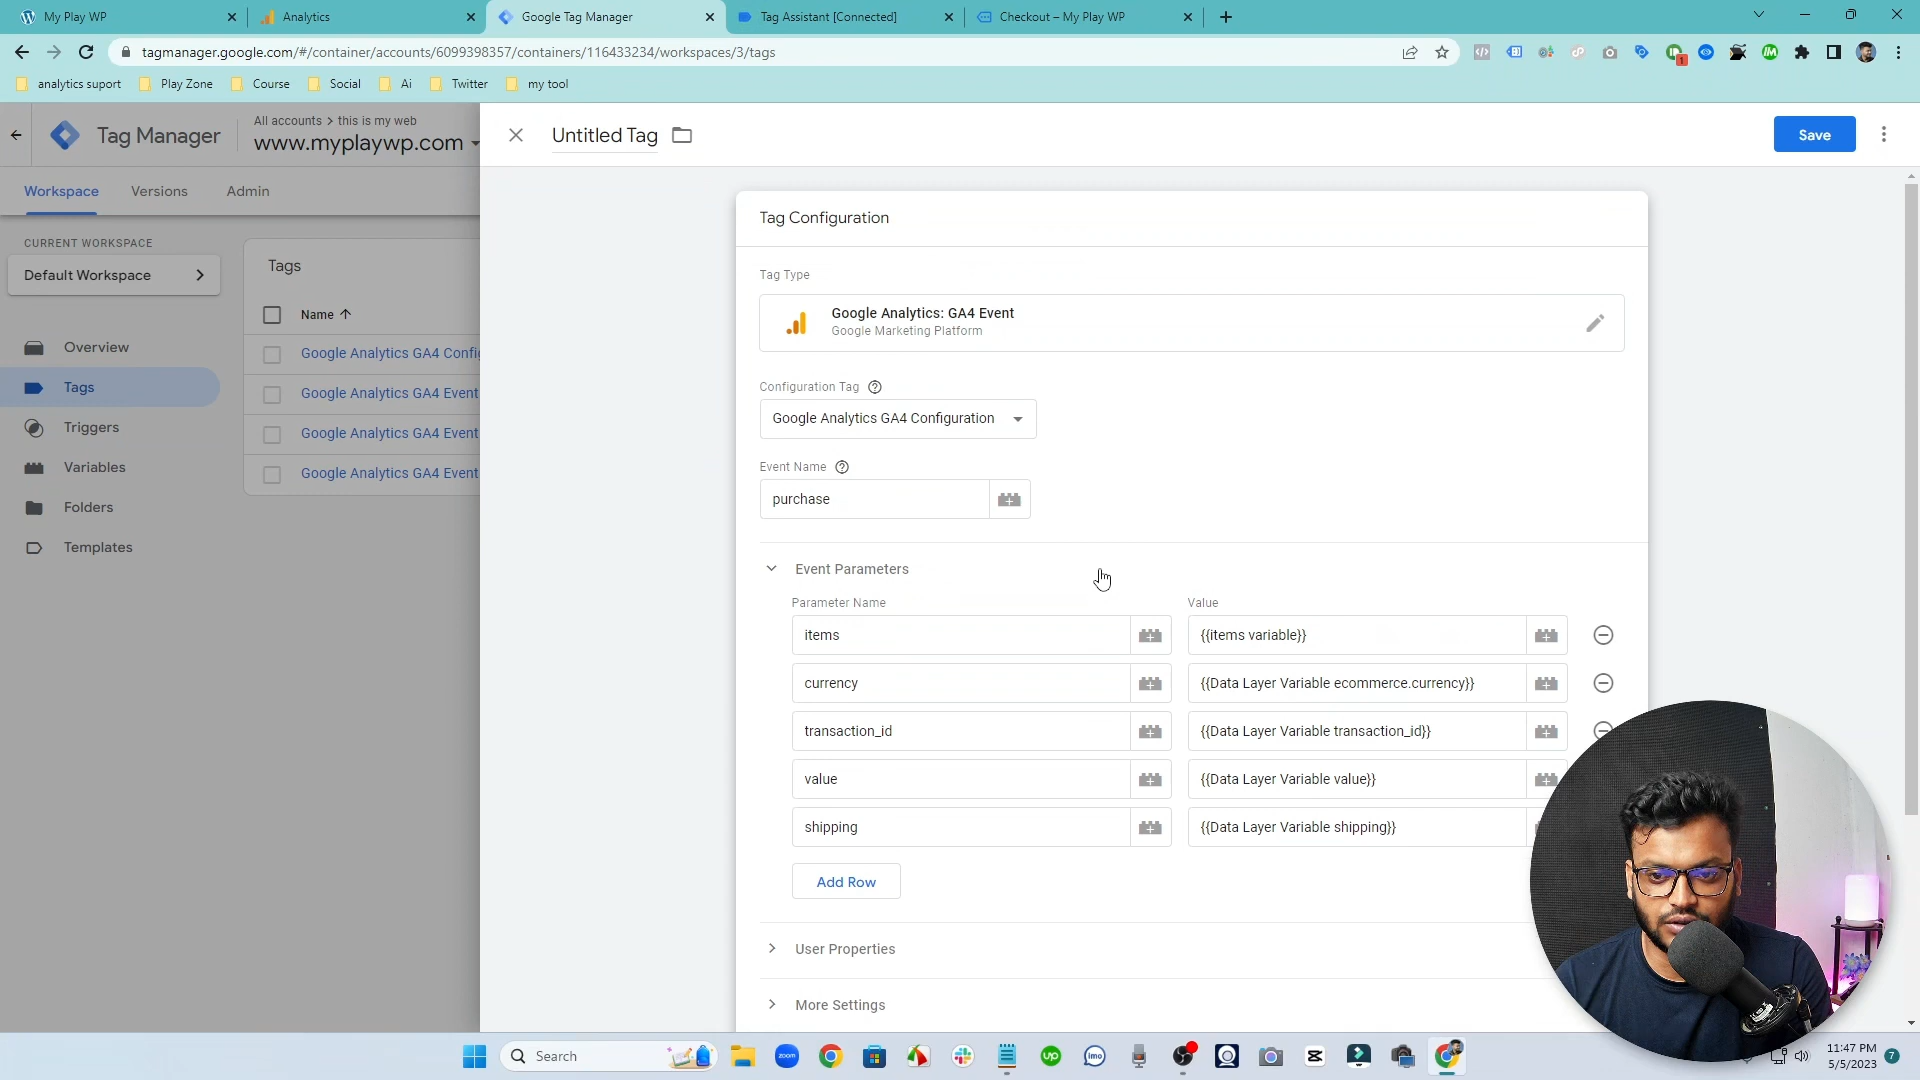 My Play WP
Analytics
Google Tag Manager
Tag Assistant [Connected]
Checkout – My Play WP
tagmanager.google.com/#/container/accounts/6099398357/containers/116433234/workspaces/3/tags
analytics suport
Play Zone
Course
Social
Ai
Twitter
my tool
Tag Manager
All accounts > this is my web
www.myplaywp.com
Untitled Tag
Save
Workspace
Versions
Admin
CURRENT WORKSPACE
Default Workspace
Overview
Tags
Triggers
Variables
Folders
Templates
Tags
Name
Google Analytics GA4 Config
Google Analytics GA4 Event
Google Analytics GA4 Event
Google Analytics GA4 Event
Tag Configuration
Tag Type
Google Analytics: GA4 Event
Google Marketing Platform
Configuration Tag
Google Analytics GA4 Configuration
Event Name
purchase
Event Parameters
Parameter Name
Value
items
{{items variable}}
currency
{{Data Layer Variable ecommerce.currency}}
transaction_id
{{Data Layer Variable transaction_id}}
value
{{Data Layer Variable value}}
shipping
{{Data Layer Variable shipping}}
Add Row
User Properties
More Settings
Search
zoom
up
imo
11:47 PM
5/5/2023
7